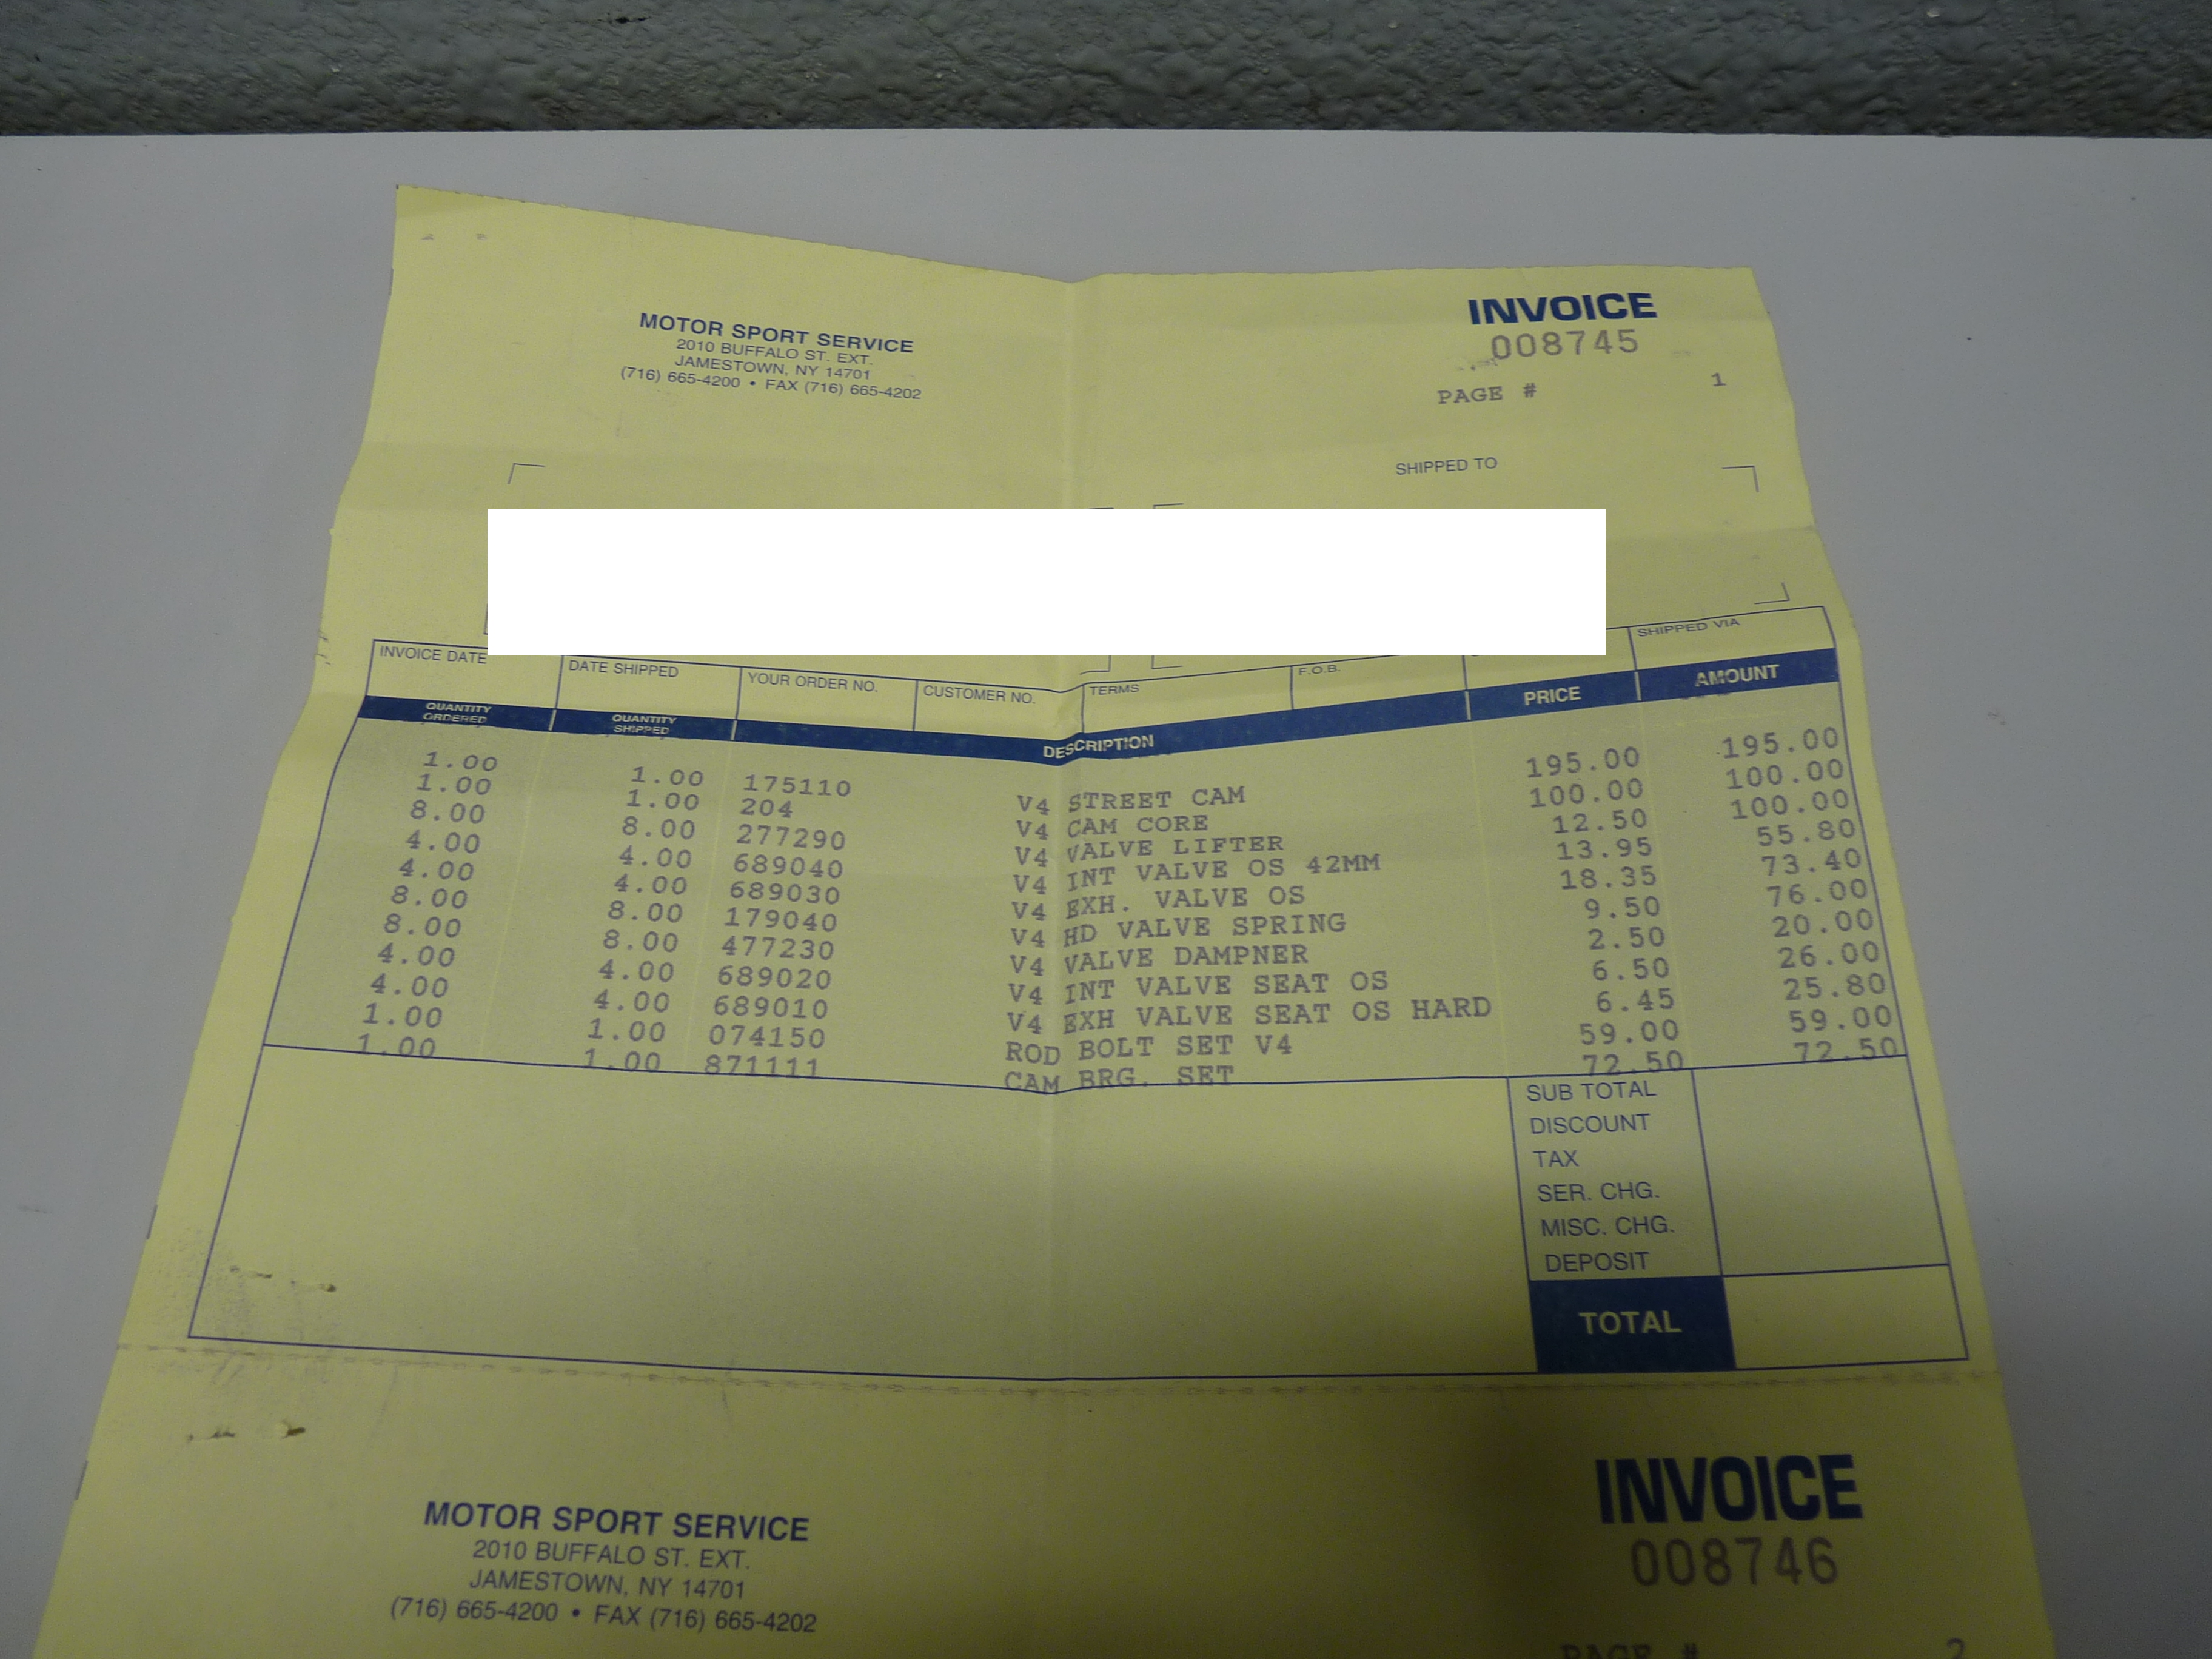 MOTOR SPORT SERVICE
2010 BUFFALO ST. EXT.
JAMESTOWN, NY 14701
(716) 665-4200 • FAX (716) 665-4202
INVOICE
008745
PAGE # 1
SHIPPED TO
INVOICE DATE DATE SHIPPED YOUR ORDER NO. CUSTOMER NO. TERMS F.O.B. SHIPPED VIA
QUANTITY ORDERED QUANTITY SHIPPED DESCRIPTION PRICE AMOUNT
1.00 1.00 175110 V4 STREET CAM 195.00 195.00
1.00 1.00 204 V4 CAM CORE 100.00 100.00
8.00 8.00 277290 V4 VALVE LIFTER 12.50 100.00
4.00 4.00 689040 V4 INT VALVE OS 42MM 13.95 55.80
4.00 4.00 689030 V4 EXH. VALVE OS 18.35 73.40
8.00 8.00 179040 V4 HD VALVE SPRING 9.50 76.00
8.00 8.00 477230 V4 VALVE DAMPNER 2.50 20.00
4.00 4.00 689020 V4 INT VALVE SEAT OS 6.50 26.00
4.00 4.00 689010 V4 EXH VALVE SEAT OS HARD 6.45 25.80
1.00 1.00 074150 ROD BOLT SET V4 59.00 59.00
1.00 1.00 871111 CAM BRG. SET 72.50 72.50
SUB TOTAL
DISCOUNT
TAX
SER. CHG.
MISC. CHG.
DEPOSIT
TOTAL
MOTOR SPORT SERVICE
2010 BUFFALO ST. EXT.
JAMESTOWN, NY 14701
(716) 665-4200 • FAX (716) 665-4202
INVOICE
008746
PAGE # 2